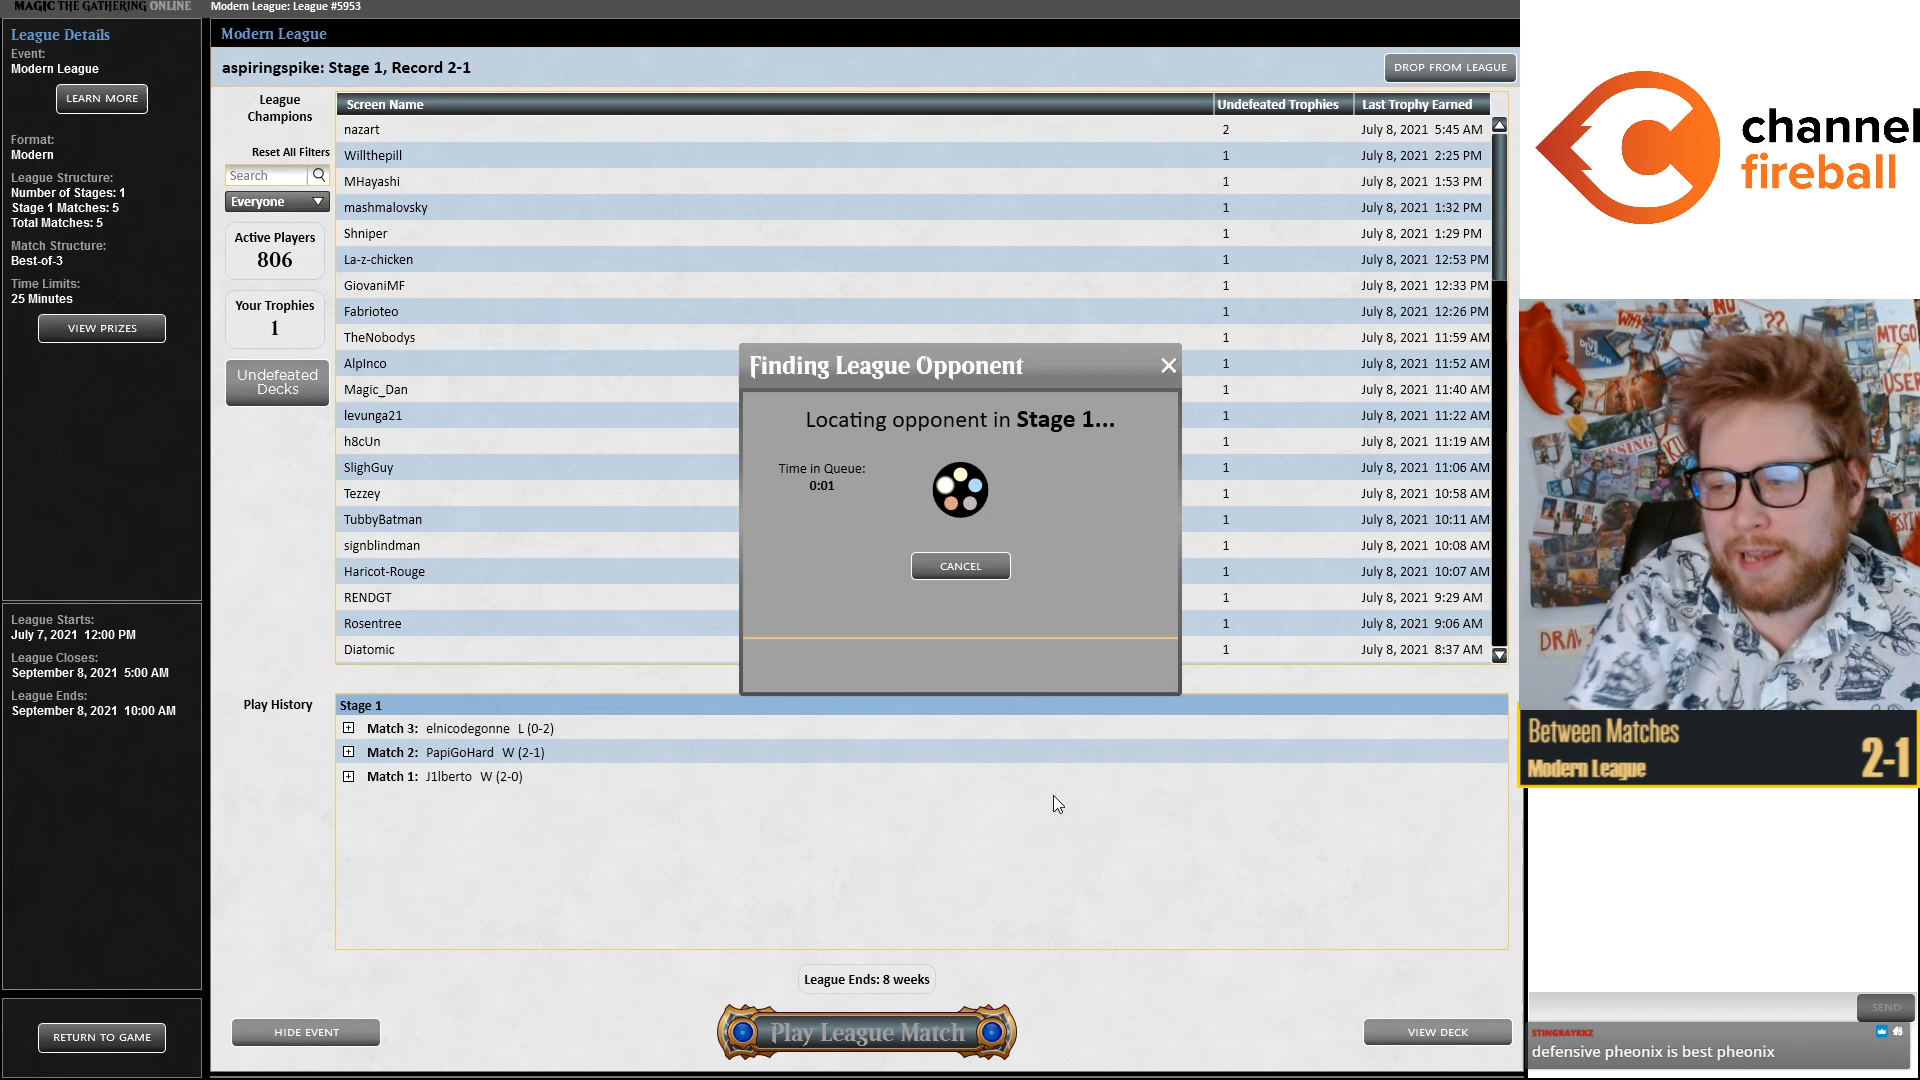 MAGIC THE GATHERING ONLINE
Modern League: League #5953
League Details
Event:
Modern League
LEARN MORE
Format:
Modern
League Structure:
Number of Stages: 1
Stage 1 Matches: 5
Total Matches: 5
Match Structure:
Best-of-3
Time Limits:
25 Minutes
VIEW PRIZES
League Starts:
July 7, 2021 12:00 PM
League Closes:
September 8, 2021 5:00 AM
League Ends:
September 8, 2021 10:00 AM
RETURN TO GAME
Modern League
aspiringspike: Stage 1, Record 2-1
DROP FROM LEAGUE
League
Champions
Reset All Filters
Search
Everyone
Active Players
806
Your Trophies
1
Undefeated
Decks
Screen Name Undefeated Trophies Last Trophy Earned
nazart 2 July 8, 2021 5:45 AM
Willthepill 1 July 8, 2021 2:25 PM
MHayashi 1 July 8, 2021 1:53 PM
mashmalovsky 1 July 8, 2021 1:32 PM
Shniper 1 July 8, 2021 1:29 PM
La-z-chicken 1 July 8, 2021 12:53 PM
GiovaniMF 1 July 8, 2021 12:33 PM
Fabrioteo 1 July 8, 2021 12:26 PM
TheNobodys 1 July 8, 2021 11:59 AM
AlpInco 1 July 8, 2021 11:52 AM
Magic_Dan 1 July 8, 2021 11:40 AM
levunga21 1 July 8, 2021 11:22 AM
h8cUn 1 July 8, 2021 11:19 AM
SlighGuy 1 July 8, 2021 11:06 AM
Tezzey 1 July 8, 2021 10:58 AM
TubbyBatman 1 July 8, 2021 10:11 AM
signblindman 1 July 8, 2021 10:08 AM
Haricot-Rouge 1 July 8, 2021 10:07 AM
RENDGT 1 July 8, 2021 9:29 AM
Rosentree 1 July 8, 2021 9:06 AM
Diatomic 1 July 8, 2021 8:37 AM
Finding League Opponent
Locating opponent in Stage 1...
Time in Queue:
0:01
CANCEL
Play History
Stage 1
Match 3: elnicodegonne L (0-2)
Match 2: PapiGoHard W (2-1)
Match 1: J1lberto W (2-0)
League Ends: 8 weeks
HIDE EVENT
Play League Match
VIEW DECK
channel
fireball
NO
WHY
??
MTGO
DIVE
DOWN
USER
MISSING
Between Matches
Modern League
2-1
SEND
STINGRAYKKZ
defensive pheonix is best pheonix